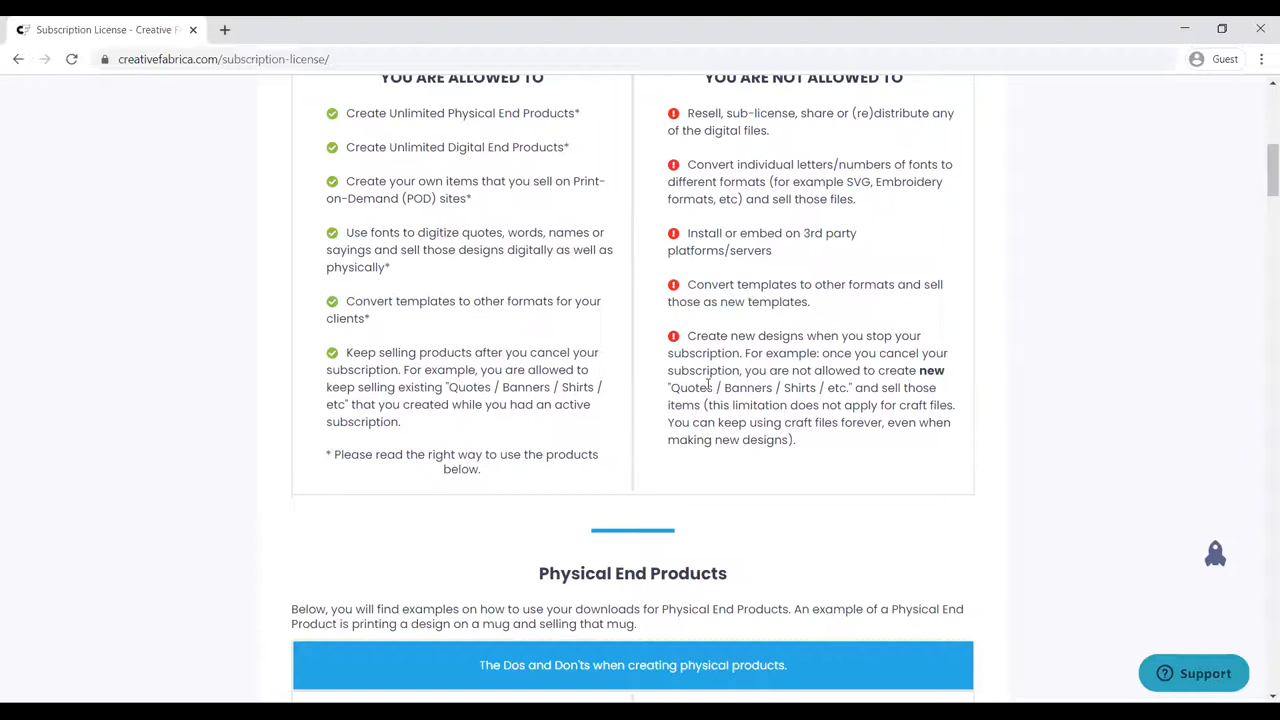 Subscription License - Creative F
creativefabrica.com/subscription-license/
Guest
YOU ARE ALLOWED TO
Create Unlimited Physical End Products*
Create Unlimited Digital End Products*
Create your own items that you sell on Print-
on-Demand (POD) sites*
Use fonts to digitize quotes, words, names or
sayings and sell those designs digitally as well as
physically*
Convert templates to other formats for your
clients*
Keep selling products after you cancel your
subscription. For example, you are allowed to
keep selling existing "Quotes / Banners / Shirts /
etc" that you created while you had an active
subscription.
* Please read the right way to use the products
below.
YOU ARE NOT ALLOWED TO
Resell, sub-license, share or (re)distribute any
of the digital files.
Convert individual letters/numbers of fonts to
different formats (for example SVG, Embroidery
formats, etc) and sell those files.
Install or embed on 3rd party
platforms/servers
Convert templates to other formats and sell
those as new templates.
Create new designs when you stop your
subscription. For example: once you cancel your
subscription, you are not allowed to create new
"Quotes / Banners / Shirts / etc." and sell those
items (this limitation does not apply for craft files.
You can keep using craft files forever, even when
making new designs).
Physical End Products
Below, you will find examples on how to use your downloads for Physical End Products. An example of a Physical End
Product is printing a design on a mug and selling that mug.
The Dos and Don'ts when creating physical products.
Support